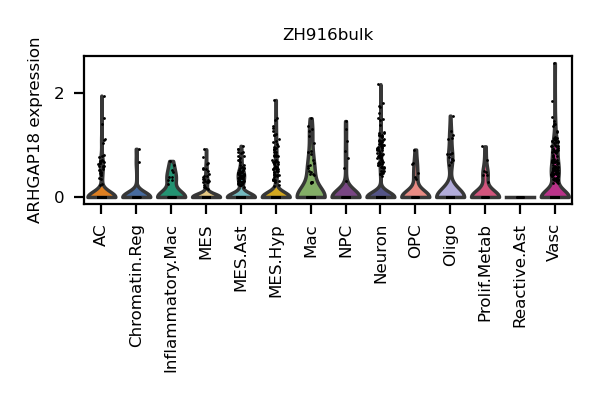 ZH916bulk
ARHGAP18 expression
2
0
AC
Chromatin.Reg
Inflammatory.Mac
MES
MES.Ast
MES.Hyp
Mac
NPC
Neuron
OPC
Oligo
Prolif.Metab
Reactive.Ast
Vasc